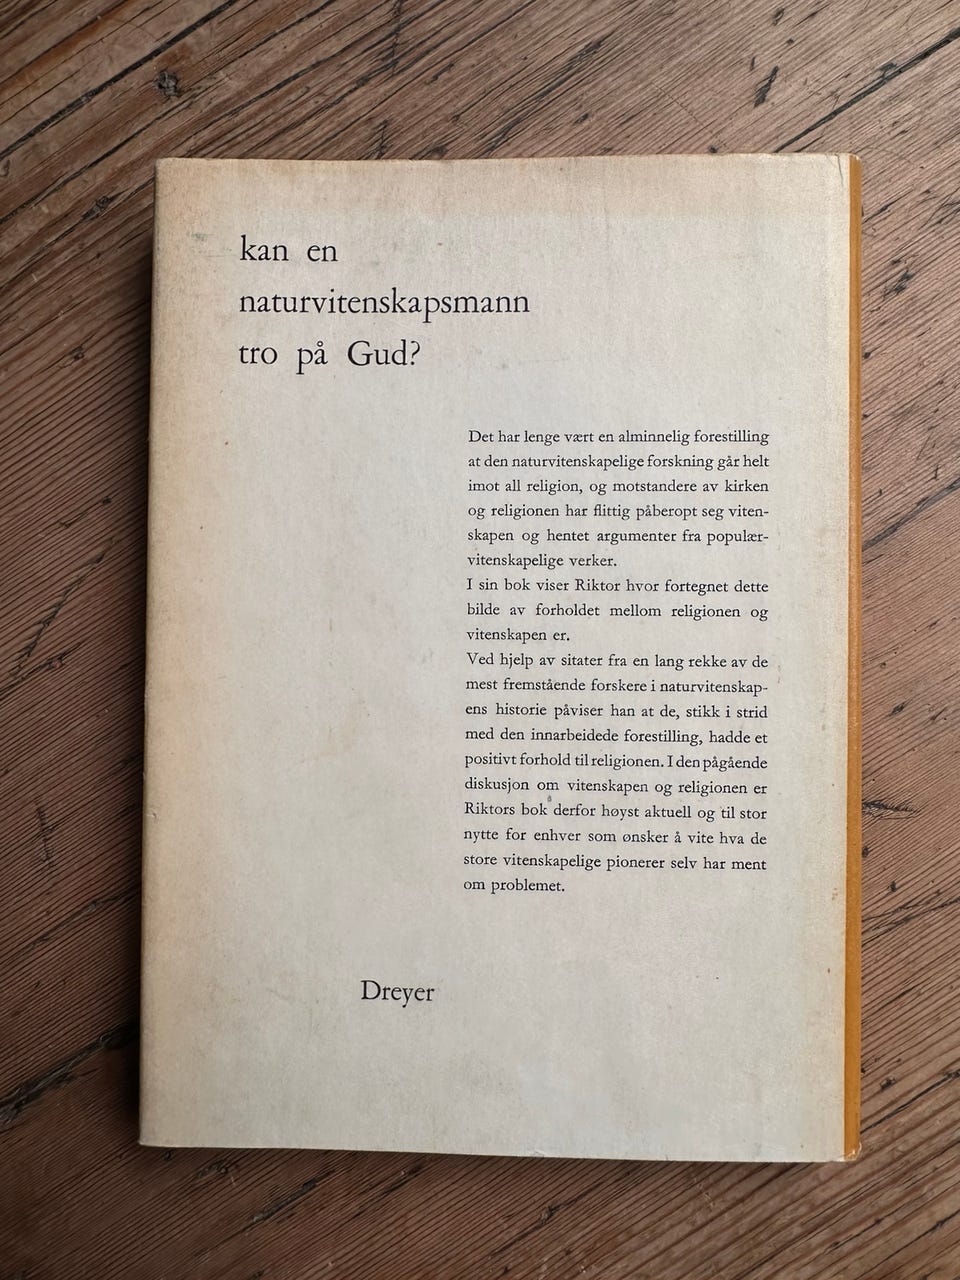 kan en
naturvitenskapsmann
tro på Gud?
Det har lenge vært en alminnelig forestilling
at den naturvitenskapelige forskning går helt
imot all religion, og motstandere av kirken
og religionen har flittig påberopt seg viten-
skapen og hentet argumenter fra populær-
vitenskapelige verker.
I sin bok viser Riktor hvor fortegnet dette
bilde av forholdet mellom religionen og
vitenskapen er.
Ved hjelp av sitater fra en lang rekke av de
mest fremstående forskere i naturvitenskap-
ens historie påviser han at de, stikk i strid
med den innarbeidede forestilling, hadde et
positivt forhold til religionen. I den pågående
diskusjon om vitenskapen og religionen er
Riktors bok derfor høyst aktuell og til stor
nytte for enhver som ønsker å vite hva de
store vitenskapelige pionerer selv har ment
om problemet.
Dreyer